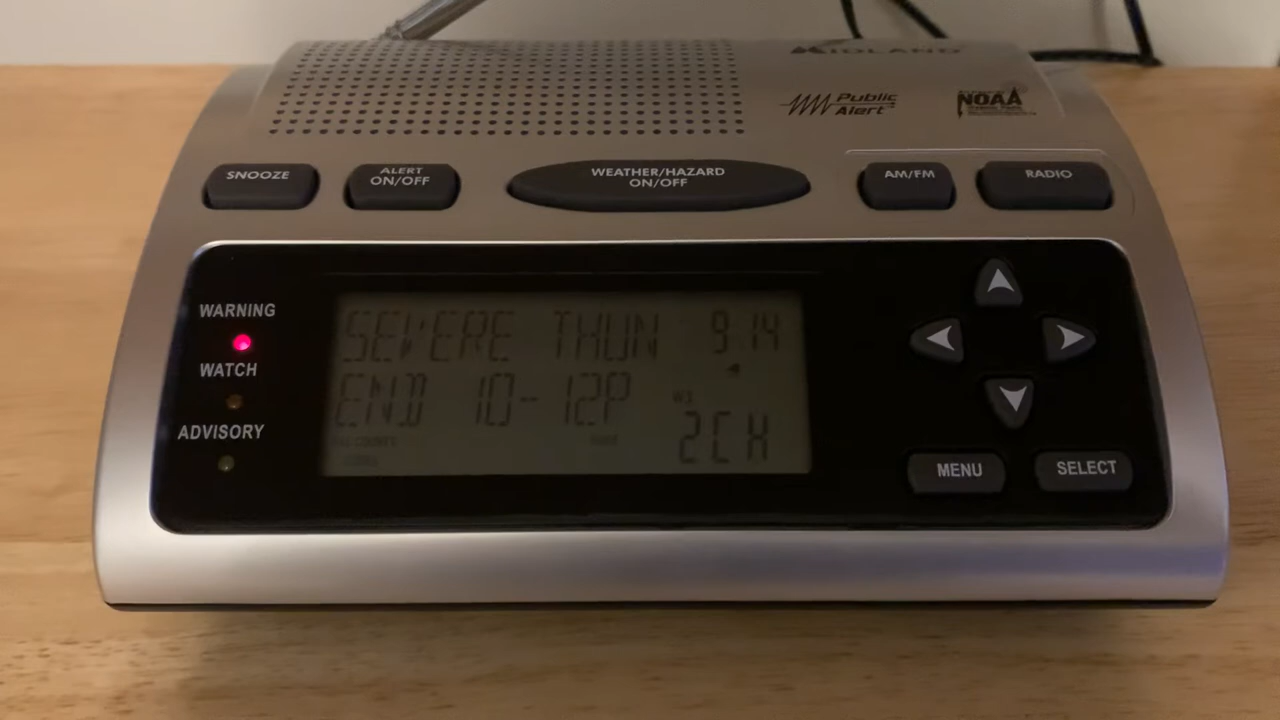 MIDLAND
Public
Alert
NOAA
SNOOZE
ALERT
ON/OFF
WEATHER/HAZARD
ON/OFF
AM/FM
RADIO
WARNING
WATCH
ADVISORY
SEVERE THUN 9 14
END 10-12P
2CH
MENU
SELECT